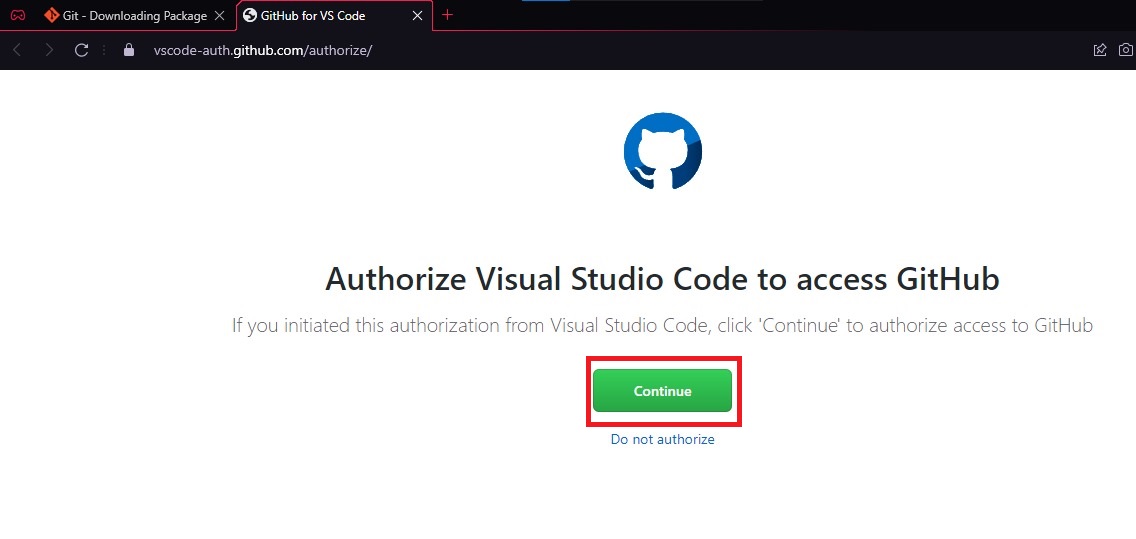 Git - Downloading Package
GitHub for VS Code
vscode-auth.github.com/authorize/
Authorize Visual Studio Code to access GitHub
If you initiated this authorization from Visual Studio Code, click 'Continue' to authorize access to GitHub
Continue
Do not authorize